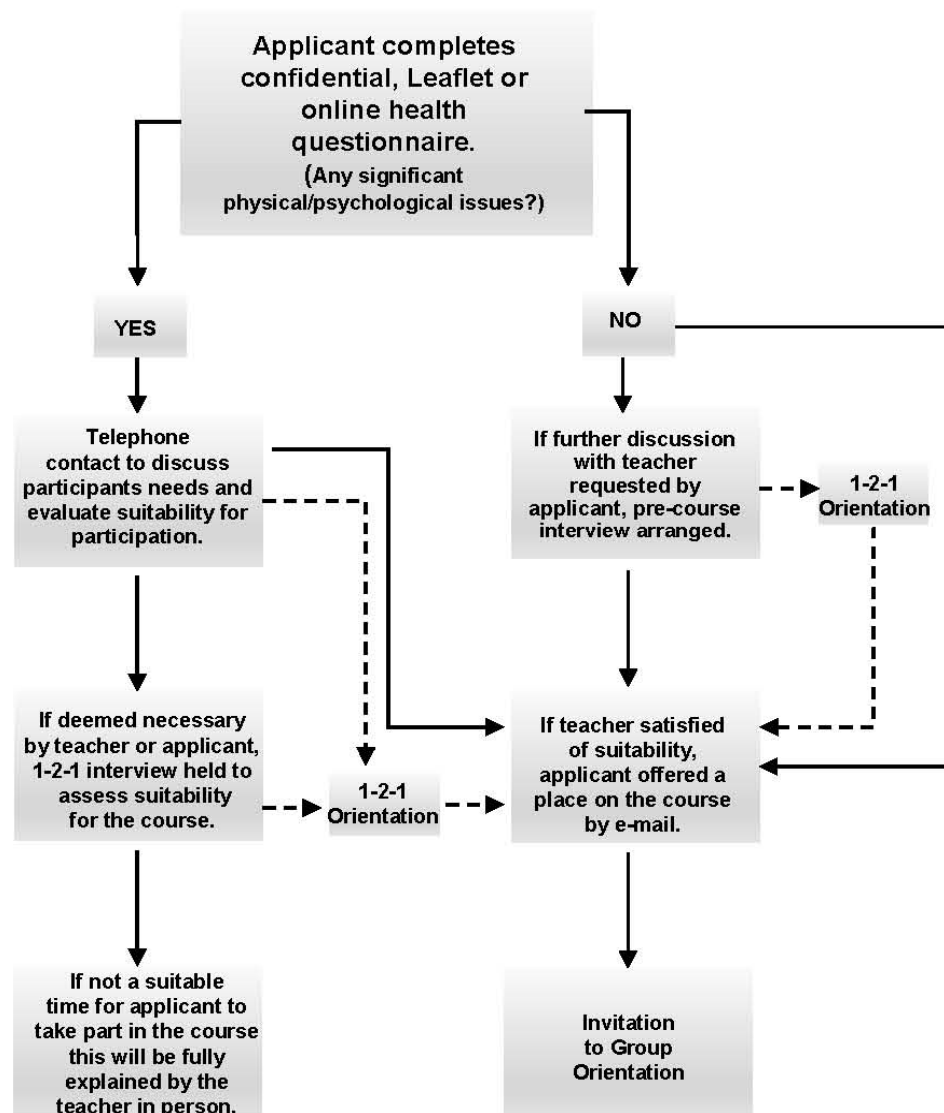 Applicant completes
confidential, Leaflet or
online health
questionnaire.
(Any significant
physical/psychological issues?)
YES
NO
Telephone
contact to discuss
participants needs and
evaluate suitability for
participation.
If further discussion
with teacher
requested by
applicant, pre-course
interview arranged.
1-2-1
Orientation
If deemed necessary
by teacher or applicant,
1-2-1 interview held to
assess suitability
for the course.
1-2-1
Orientation
If teacher satisfied
of suitability,
applicant offered a
place on the course
by e-mail.
If not a suitable
time for applicant to
take part in the course
this will be fully
explained by the
teacher in person.
Invitation
to Group
Orientation